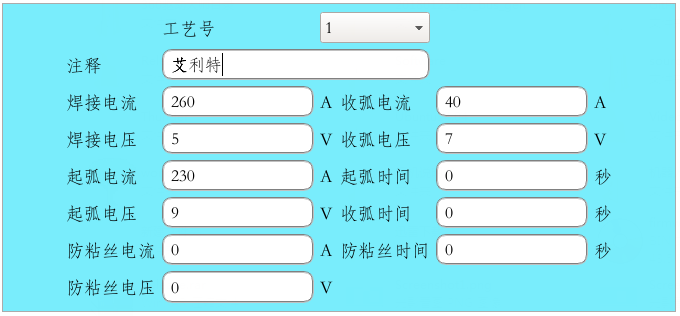 工艺号 1
注释 艾利特
焊接电流 260 A 收弧电流 40 A
焊接电压 5 V 收弧电压 7 V
起弧电流 230 A 起弧时间 0 秒
起弧电压 9 V 收弧时间 0 秒
防粘丝电流 0 A 防粘丝时间 0 秒
防粘丝电压 0 V